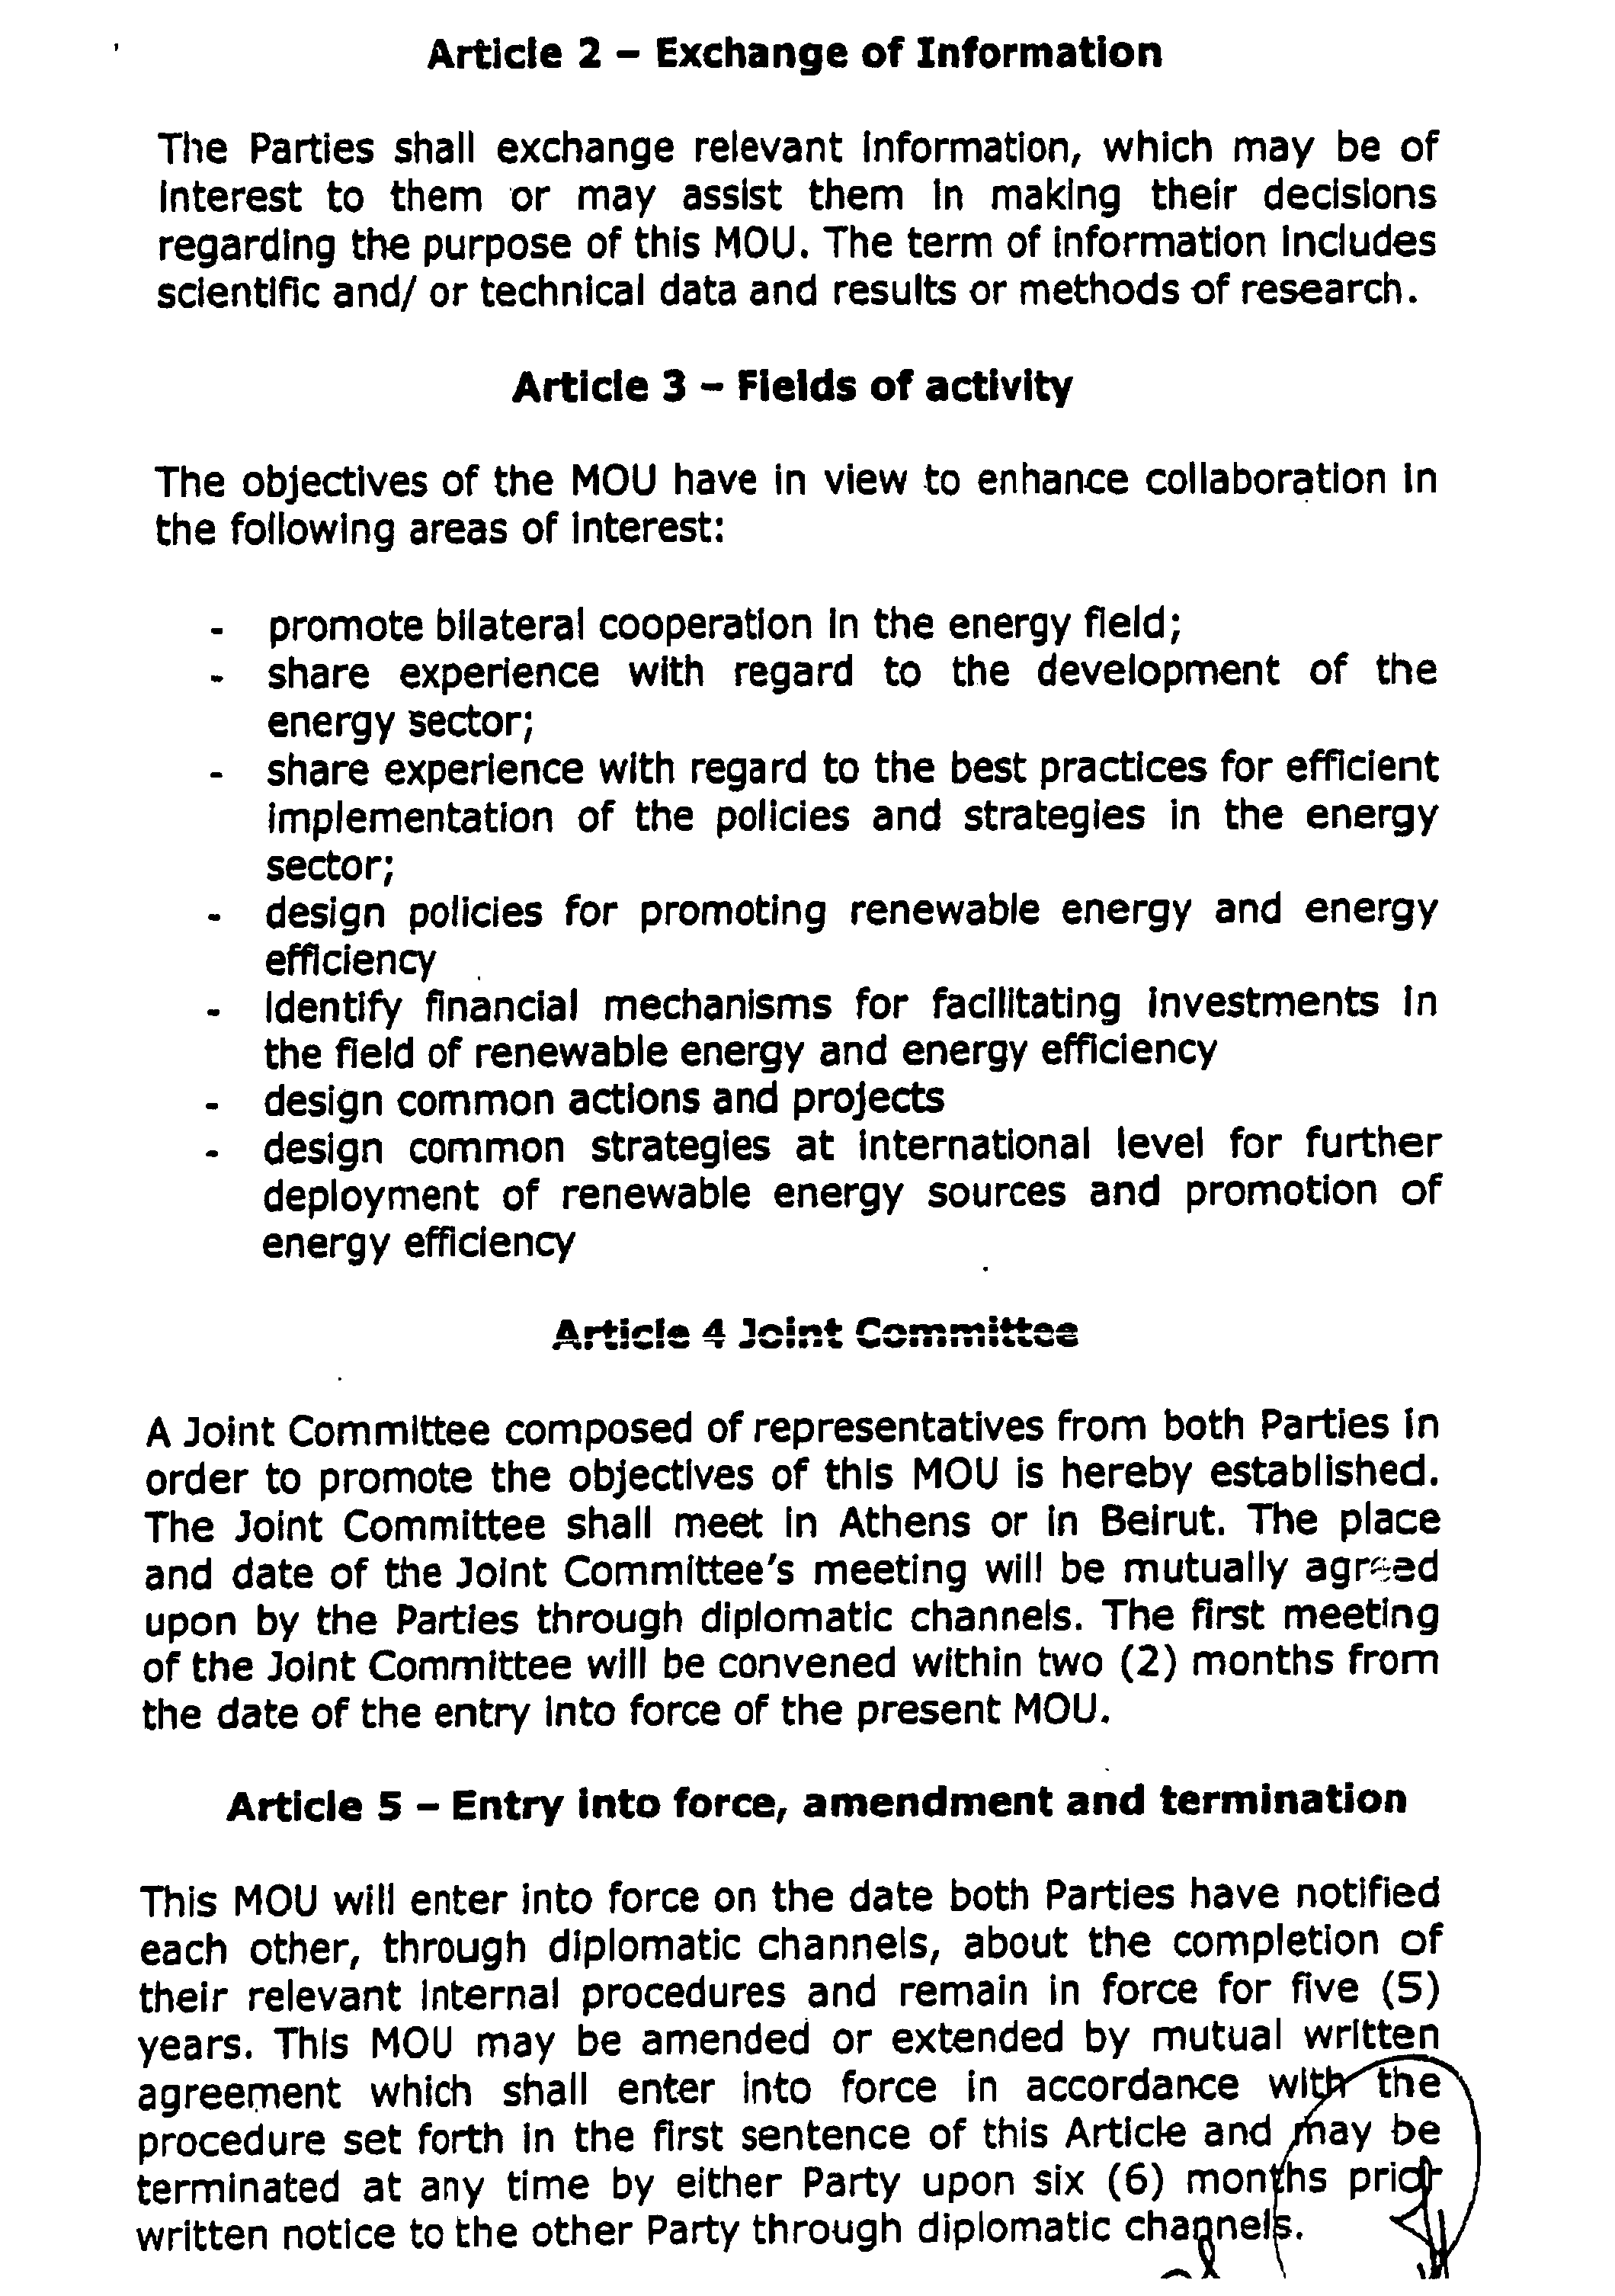 Article 2 – Exchange of Information
The Parties shall exchange relevant information, which may be of
interest to them or may assist them in making their decisions
regarding the purpose of this MOU. The term of information includes
scientific and/ or technical data and results or methods of research.
Article 3 – Fields of activity
The objectives of the MOU have in view to enhance collaboration in
the following areas of interest:
- promote bilateral cooperation in the energy field;
- share experience with regard to the development of the
energy sector;
- share experience with regard to the best practices for efficient
implementation of the policies and strategies in the energy
sector;
- design policies for promoting renewable energy and energy
efficiency
- identify financial mechanisms for facilitating investments in
the field of renewable energy and energy efficiency
- design common actions and projects
- design common strategies at international level for further
deployment of renewable energy sources and promotion of
energy efficiency
Article 4 Joint Committee
A Joint Committee composed of representatives from both Parties in
order to promote the objectives of this MOU is hereby established.
The Joint Committee shall meet in Athens or in Beirut. The place
and date of the Joint Committee's meeting will be mutually agreed
upon by the Parties through diplomatic channels. The first meeting
of the Joint Committee will be convened within two (2) months from
the date of the entry into force of the present MOU.
Article 5 – Entry into force, amendment and termination
This MOU will enter into force on the date both Parties have notified
each other, through diplomatic channels, about the completion of
their relevant internal procedures and remain in force for five (5)
years. This MOU may be amended or extended by mutual written
agreement which shall enter into force in accordance with the
procedure set forth in the first sentence of this Article and may be
terminated at any time by either Party upon six (6) months prior
written notice to the other Party through diplomatic channels.